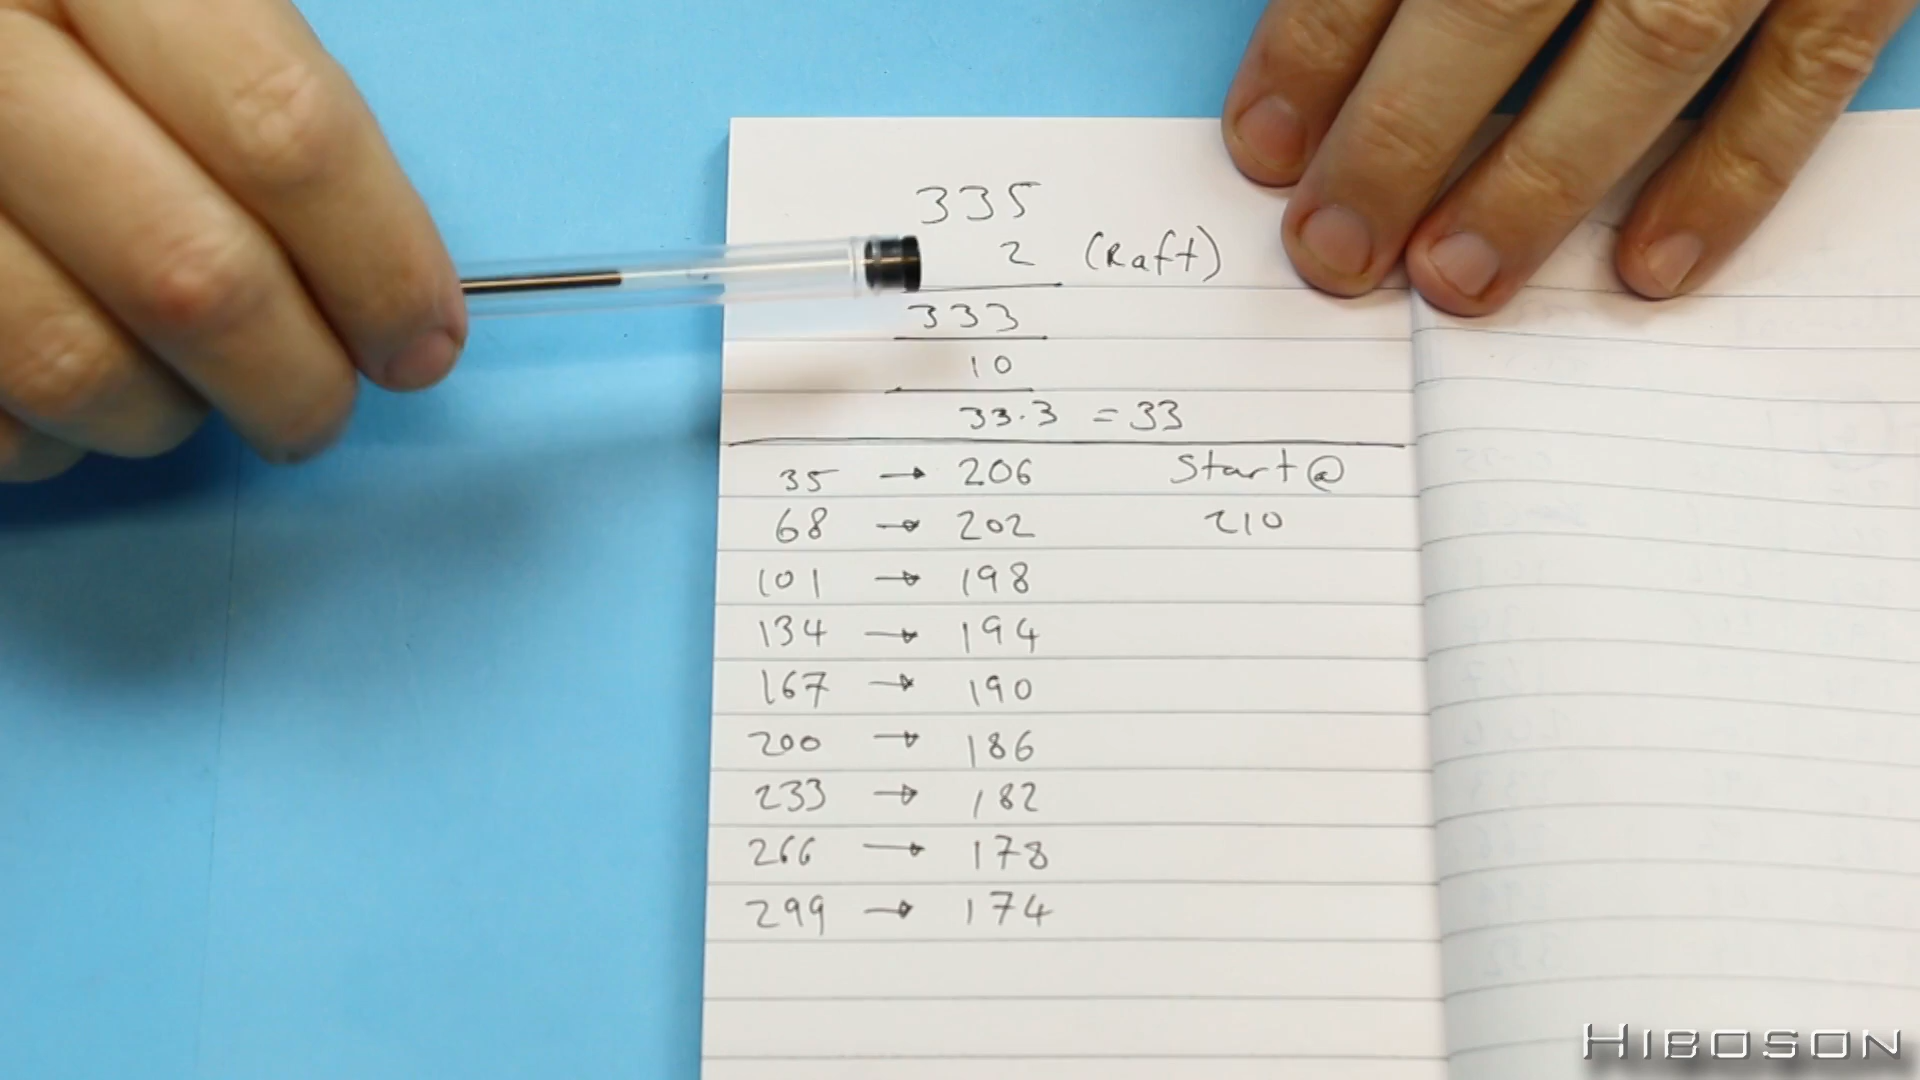 335
2 (Raft)
333
10
33.3 = 33
35 → 206 Start@
68 → 202 210
101 → 198
134 → 194
167 → 190
200 → 186
233 → 182
266 → 178
299 → 174
HIBOSON